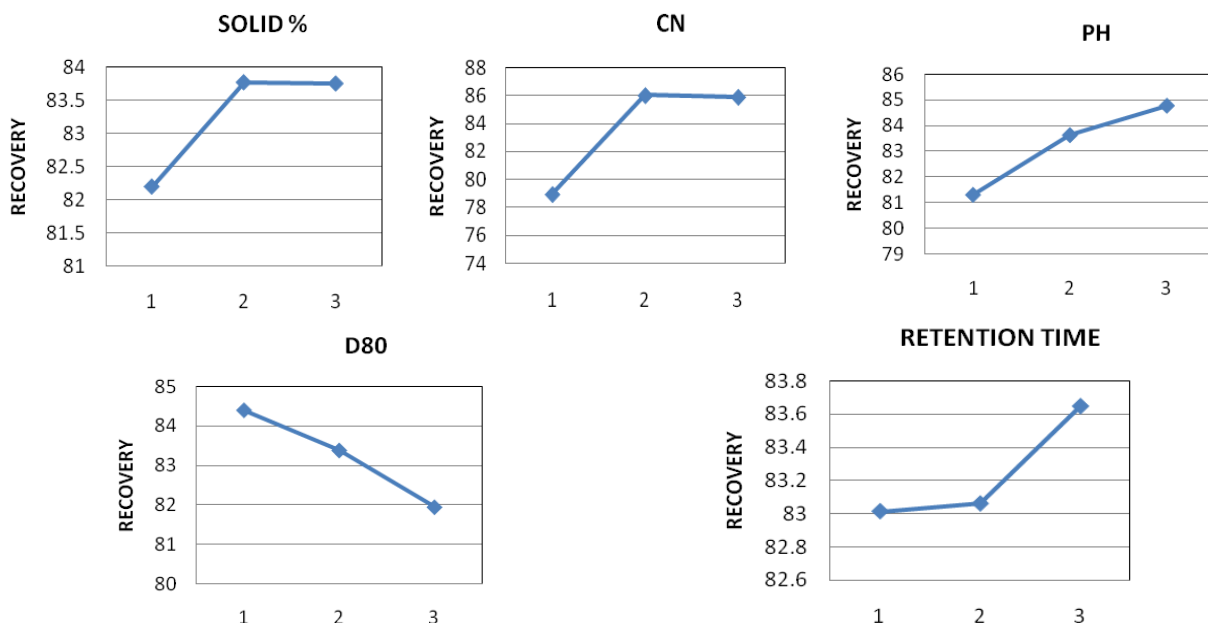 SOLID %
RECOVERY
84
83.5
83
82.5
82
81.5
81
1 2 3
CN
RECOVERY
88
86
84
82
80
78
76
74
1 2 3
PH
RECOVERY
86
85
84
83
82
81
80
79
1 2 3
D80
RECOVERY
85
84
83
82
81
80
1 2 3
RETENTION TIME
RECOVERY
83.8
83.6
83.4
83.2
83
82.8
82.6
1 2 3